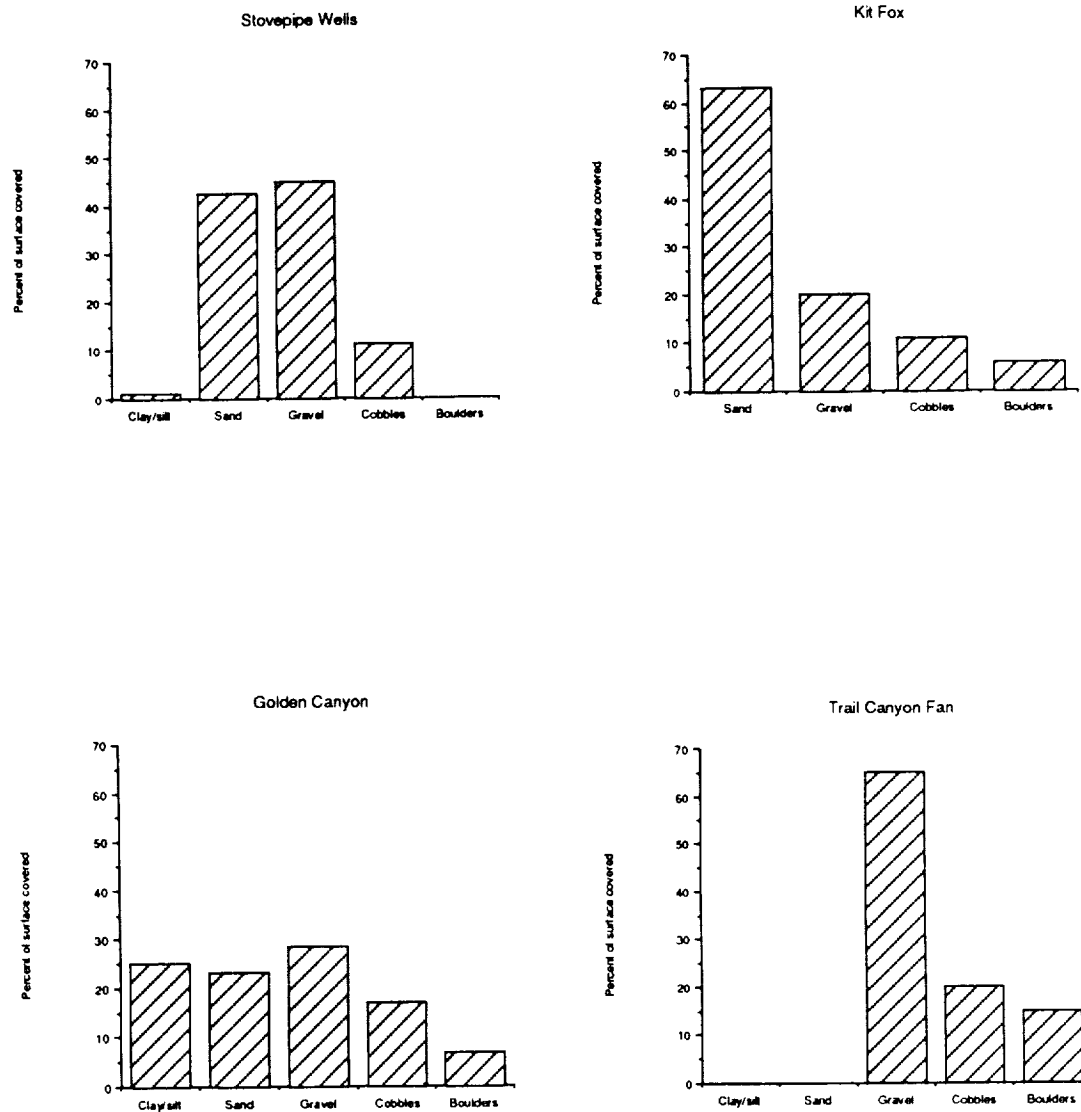 Stovepipe Wells
Percent of surface covered
70
60
50
40
30
20
10
0
Clay/silt Sand Gravel Cobbles Boulders
Kit Fox
Percent of surface covered
70
60
50
40
30
20
10
0
Sand Gravel Cobbles Boulders
Golden Canyon
Percent of surface covered
70
60
50
40
30
20
10
0
Clay/silt Sand Gravel Cobbles Boulders
Trail Canyon Fan
Percent of surface covered
70
60
50
40
30
20
10
0
Clay/silt Sand Gravel Cobbles Boulders